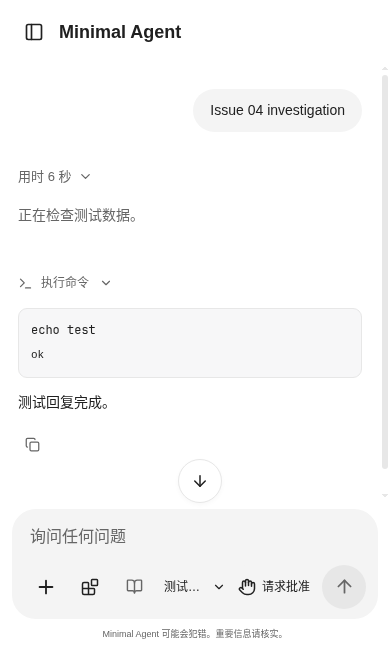 Minimal Agent
Issue 04 investigation
用时 6 秒
正在检查测试数据。
执行命令
echo test
ok
测试回复完成。
询问任何问题
测试… 请求批准
Minimal Agent 可能会犯错。重要信息请核实。